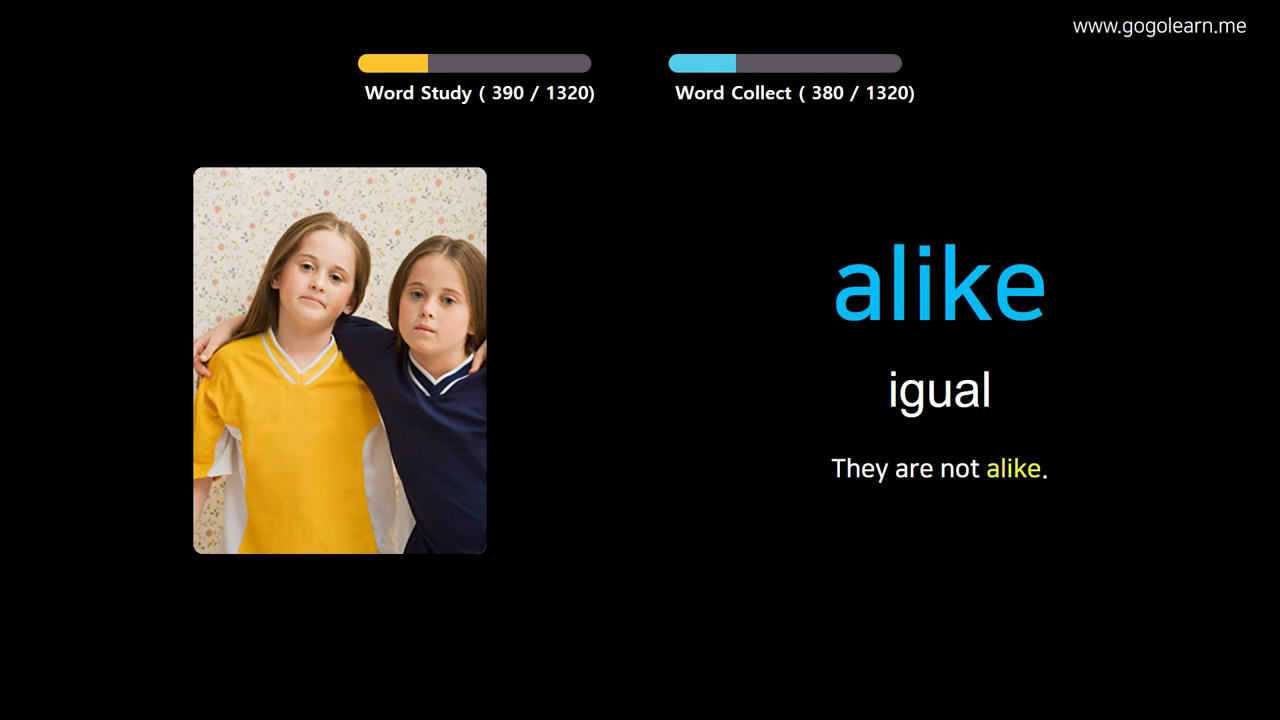 www.gogolearn.me
Word Study ( 390 / 1320)
Word Collect ( 380 / 1320)
alike
igual
They are not alike.